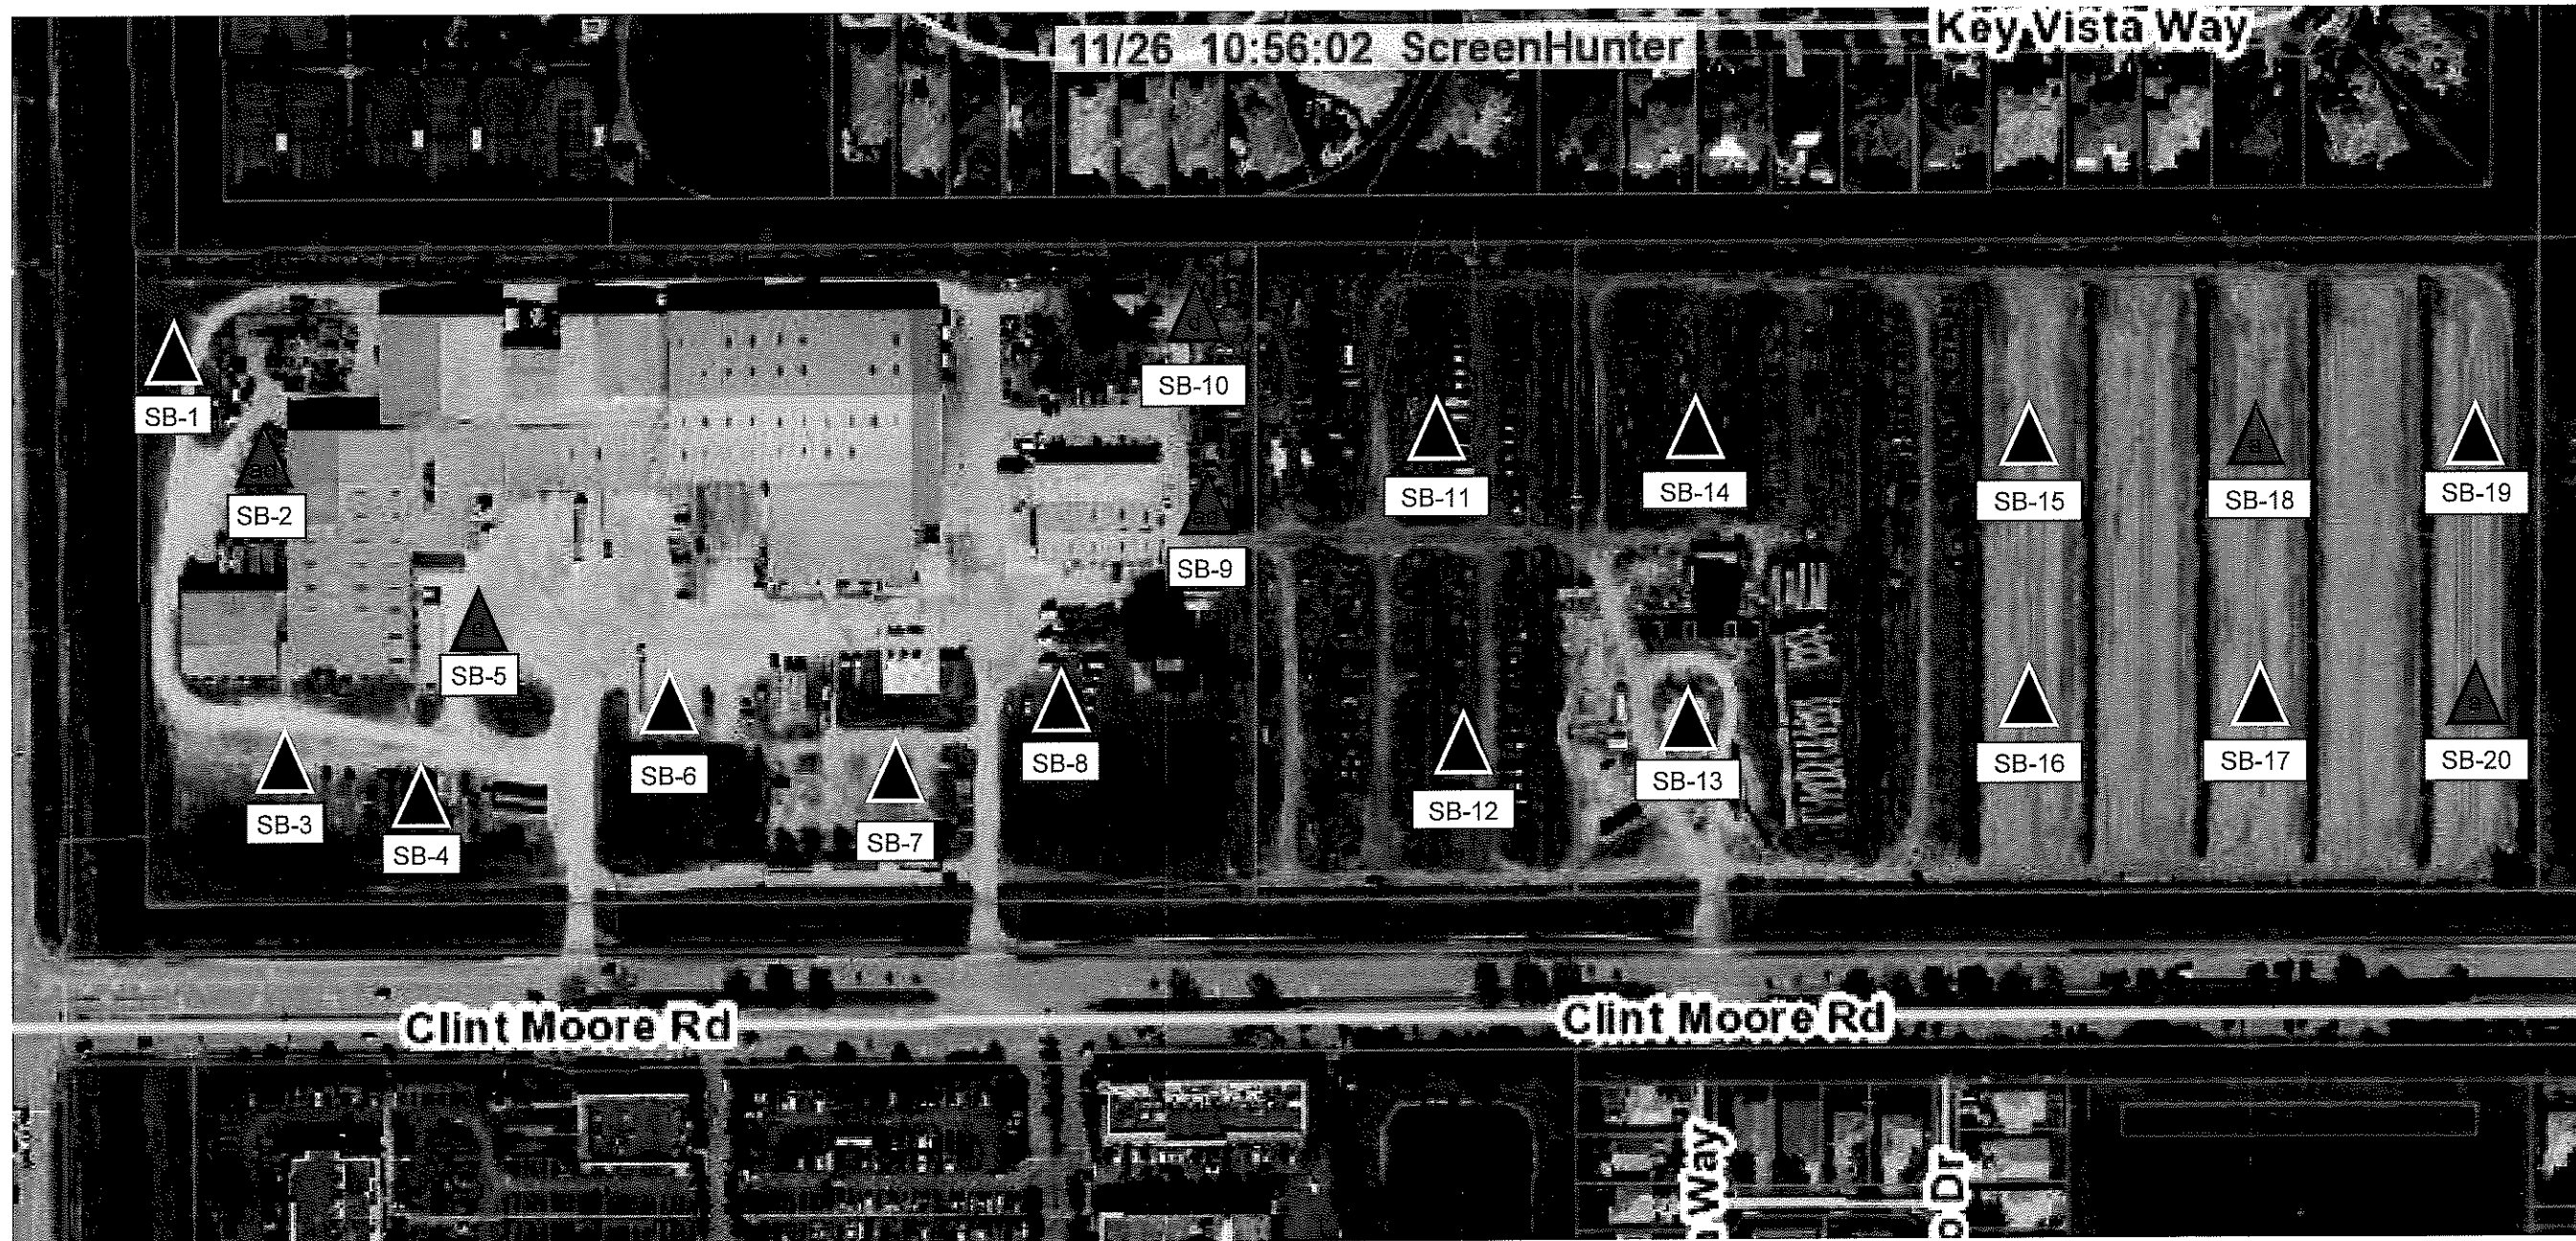 Key Vista Way
11/26 10:56:02 ScreenHunter
SB-1
d
SB-10
SB-2
SB-11
SB-14
SB-15
SB-18
SB-19
SB-9
SB-5
SB-6
SB-8
SB-13
SB-16
SB-17
SB-20
SB-3
SB-4
SB-7
SB-12
Clint Moore Rd
Clint Moore Rd
Way
Dr